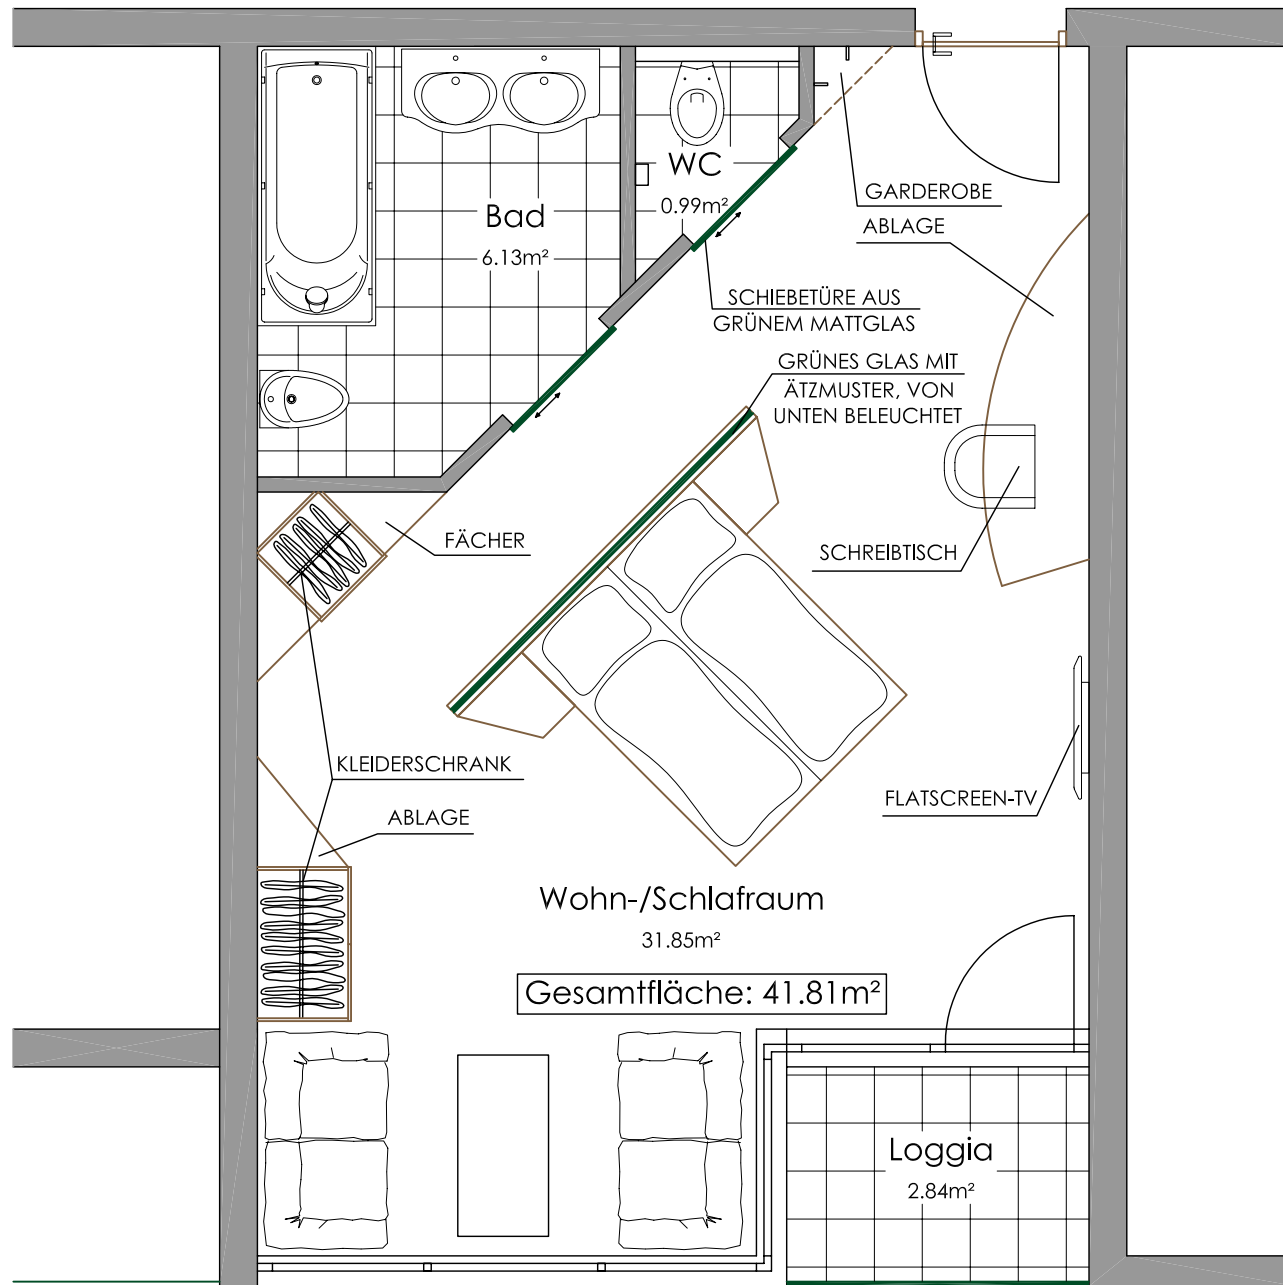 WC
0.99m²
Bad
6.13m²
GARDEROBE
ABLAGE
SCHIEBETÜRE AUS
GRÜNEM MATTGLAS
GRÜNES GLAS MIT
ÄTZMUSTER, VON
UNTEN BELEUCHTET
FÄCHER
SCHREIBTISCH
KLEIDERSCHRANK
ABLAGE
FLATSCREEN-TV
Wohn-/Schlafraum
31.85m²
Gesamtfläche: 41.81m²
Loggia
2.84m²